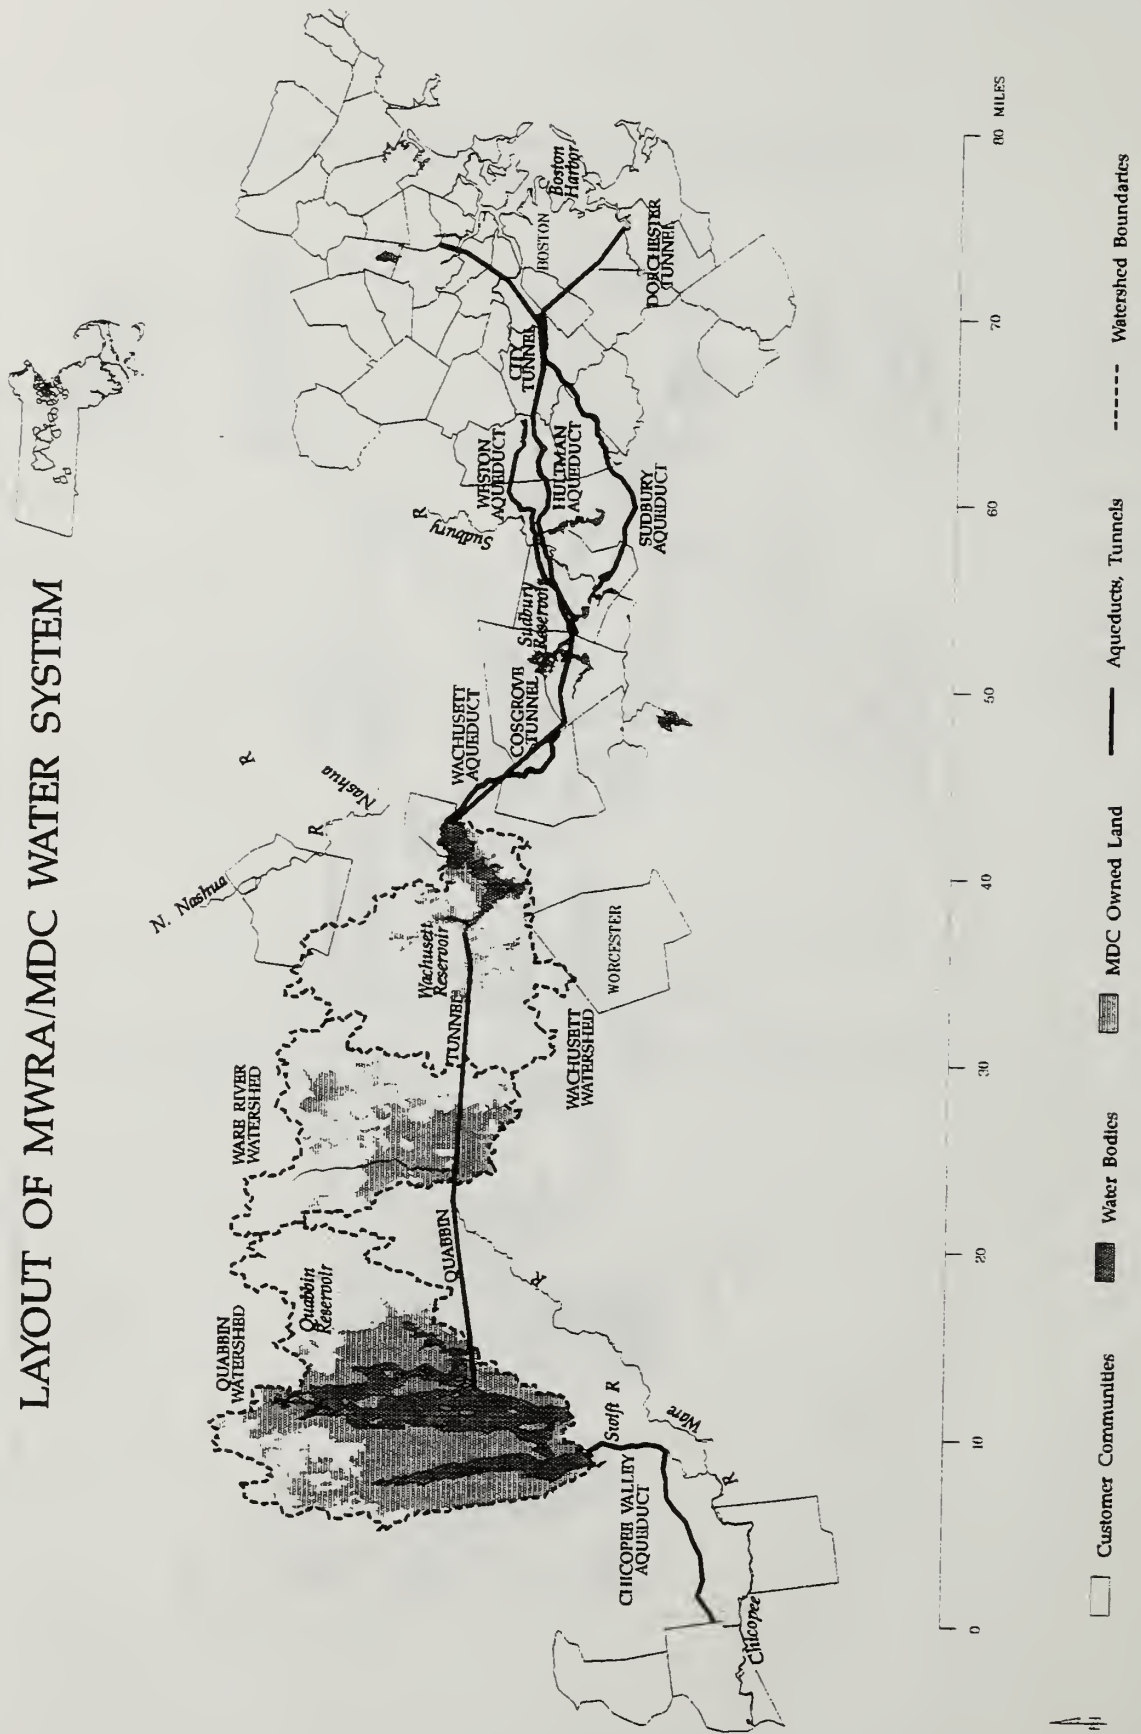 LAYOUT OF MWRA/MDC WATER SYSTEM
QUABBIN
WATERSHED
Quabbin
Reservoir
WARE RIVER
WATERSHED
N. Nashua
R
Nashua
R
Wachusett
Reservoir
QUABBIN
TUNNEL
WACHUSETT
WATERSHED
WORCESTER
WACHUSETT
AQUEDUCT
COSGROVE
TUNNEL
Sudbury
Reservoir
Sudbury
R
WESTON
AQUEDUCT
HULTMAN
AQUEDUCT
SUDBURY
AQUEDUCT
CITY
TUNNEL
BOSTON
Boston
Harbor
DORCHESTER
TUNNEL
CHICOPEE VALLEY
AQUEDUCT
Swift R
Ware
R
Chicopee
R
0 10 20 30 40 50 60 70 80 MILES
Customer Communities
Water Bodies
MDC Owned Land
Aqueducts, Tunnels
Watershed Boundaries